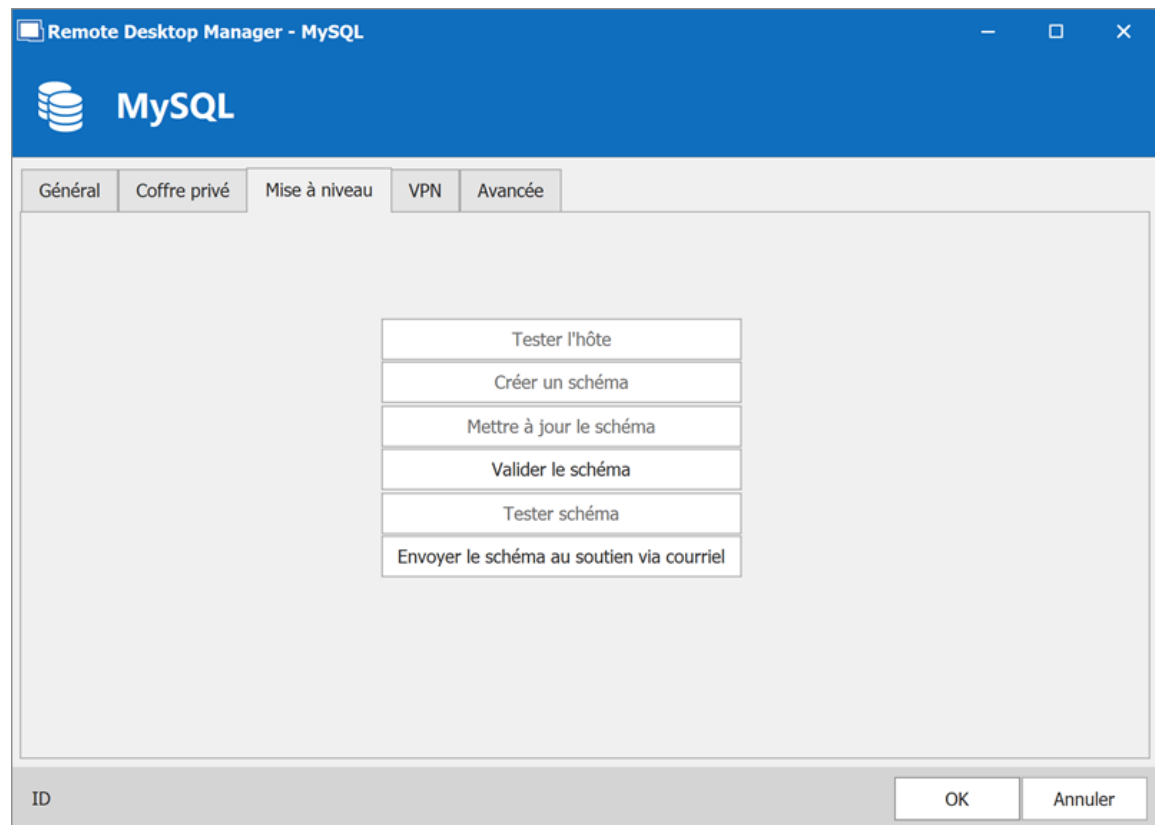 Remote Desktop Manager - MySQL
MySQL
Général Coffre privé Mise à niveau VPN Avancée
Tester l'hôte
Créer un schéma
Mettre à jour le schéma
Valider le schéma
Tester schéma
Envoyer le schéma au soutien via courriel
ID OK Annuler